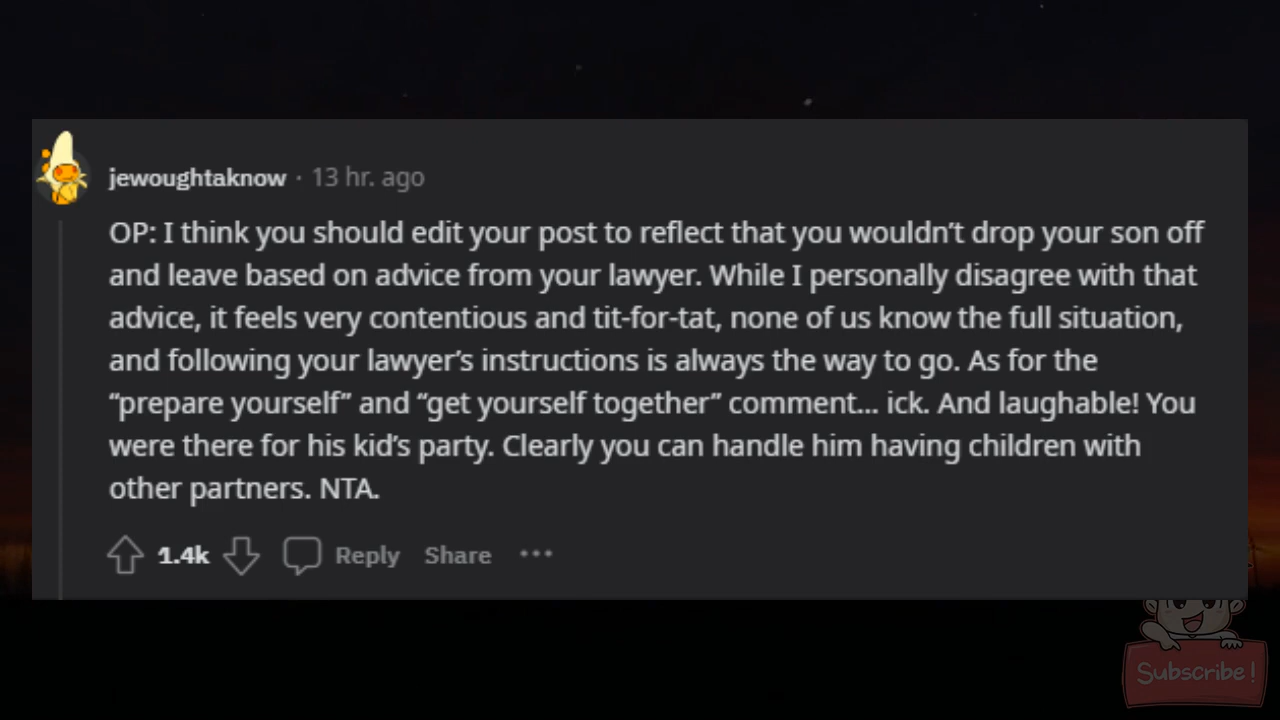 jewoughtaknow · 13 hr. ago
OP: I think you should edit your post to reflect that you wouldn’t drop your son off
and leave based on advice from your lawyer. While I personally disagree with that
advice, it feels very contentious and tit-for-tat, none of us know the full situation,
and following your lawyer’s instructions is always the way to go. As for the
“prepare yourself” and “get yourself together” comment... ick. And laughable! You
were there for his kid’s party. Clearly you can handle him having children with
other partners. NTA.
1.4k Reply Share ···
Subscribe!